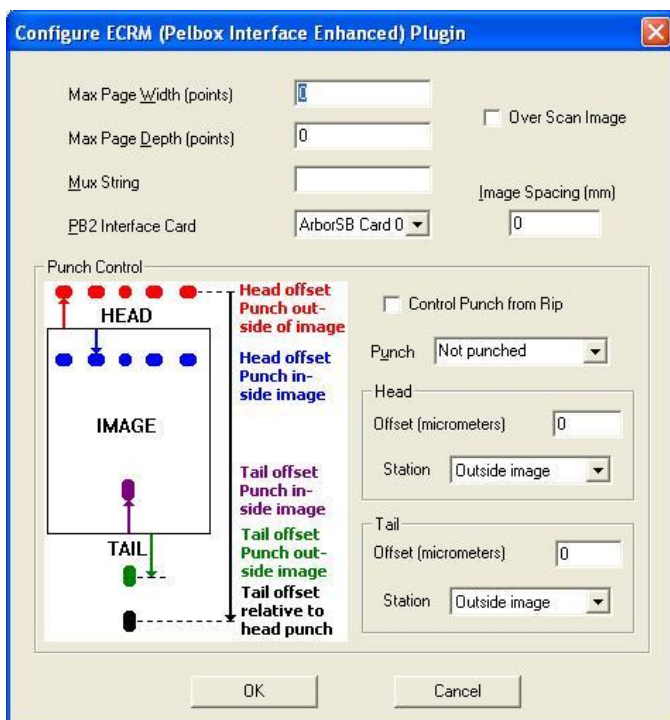 Configure ECRM (Pelbox Interface Enhanced) Plugin
Max Page Width (points)
0
Over Scan Image
Max Page Depth (points)
0
Mux String
Image Spacing (mm)
PB2 Interface Card
ArborSB Card 0
0
Punch Control
Head offset
Punch out-
side of image
HEAD
Head offset
Punch in-
side image
IMAGE
Tail offset
Punch in-
side image
TAIL
Tail offset
Punch out-
side image
Tail offset
relative to
head punch
Control Punch from Rip
Punch
Not punched
Head
Offset (micrometers)
0
Station
Outside image
Tail
Offset (micrometers)
0
Station
Outside image
OK
Cancel